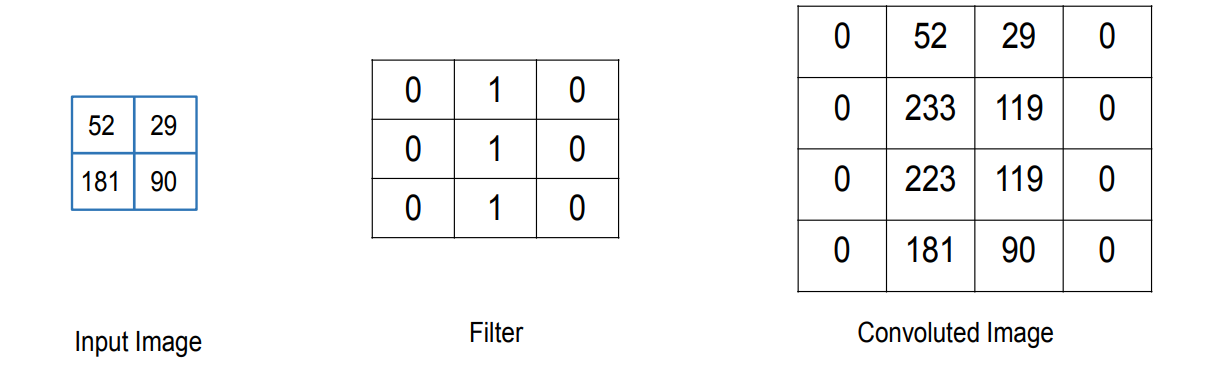 52 29
181 90
Input Image
0 1 0
0 1 0
0 1 0
Filter
0 52 29 0
0 233 119 0
0 223 119 0
0 181 90 0
Convoluted Image